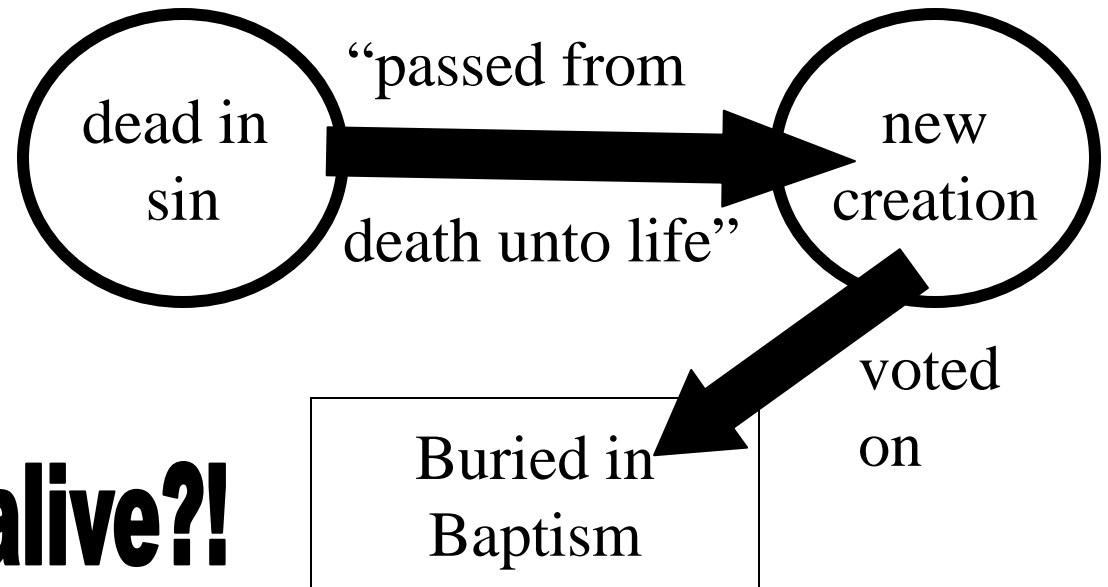 dead in
sin
“passed from
death unto life”
new
creation
voted
on
Buried in
Baptism
alive?!